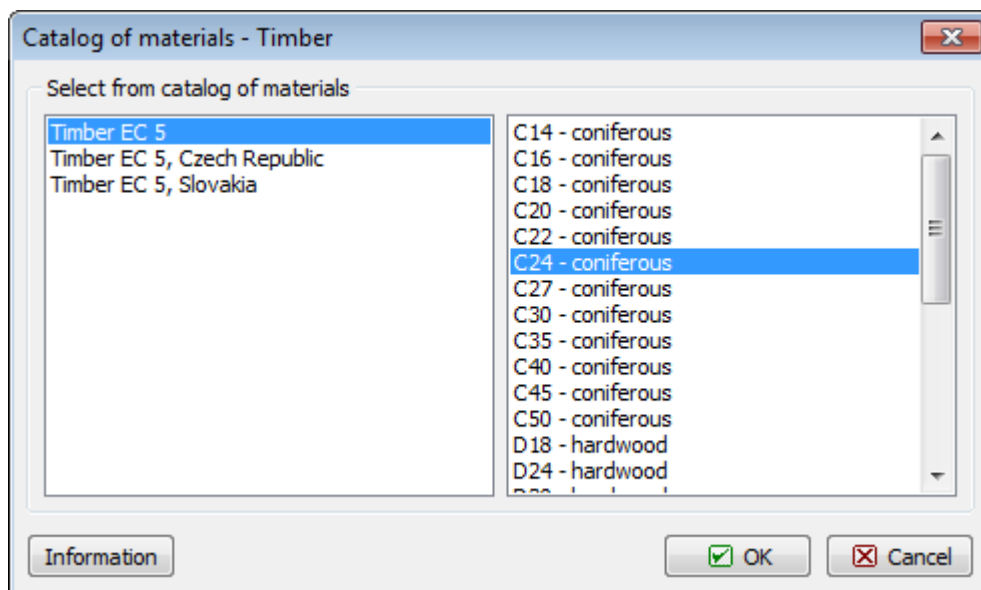 Catalog of materials - Timber
Select from catalog of materials
Timber EC 5
Timber EC 5, Czech Republic
Timber EC 5, Slovakia
C14 - coniferous
C16 - coniferous
C18 - coniferous
C20 - coniferous
C22 - coniferous
C24 - coniferous
C27 - coniferous
C30 - coniferous
C35 - coniferous
C40 - coniferous
C45 - coniferous
C50 - coniferous
D18 - hardwood
D24 - hardwood
Information
OK
Cancel